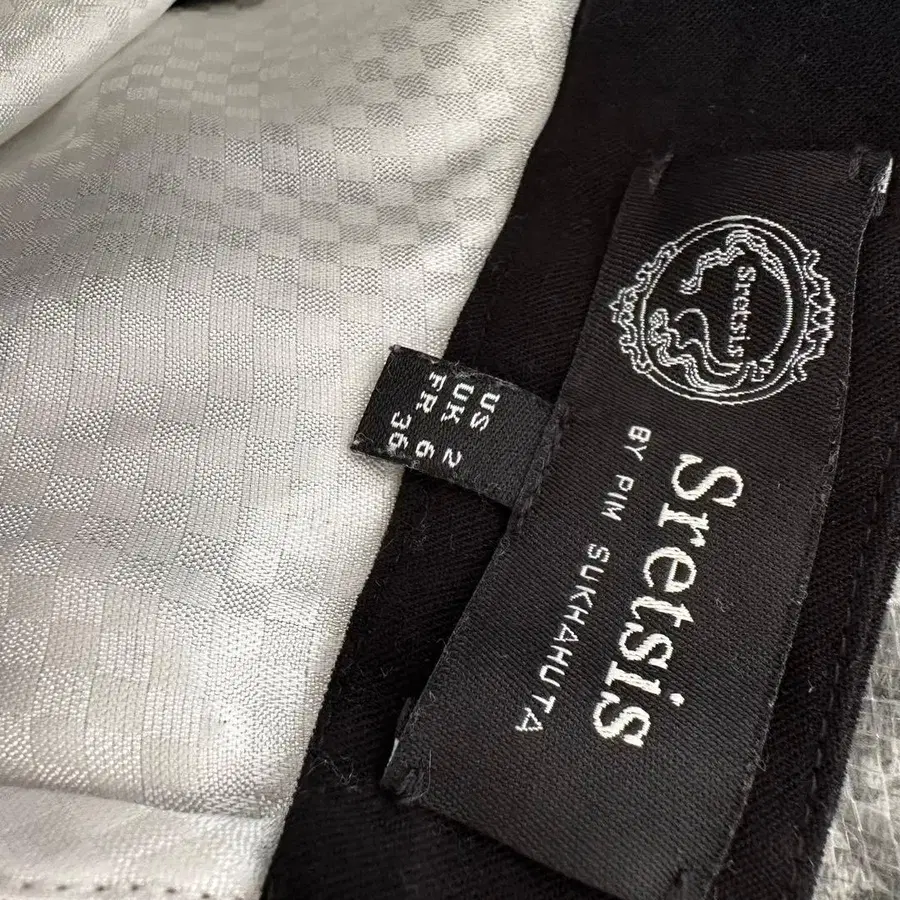 Sretsis
Sretsis
BY PIM SUKHAHUTA
US 2
UK 6
FR 36